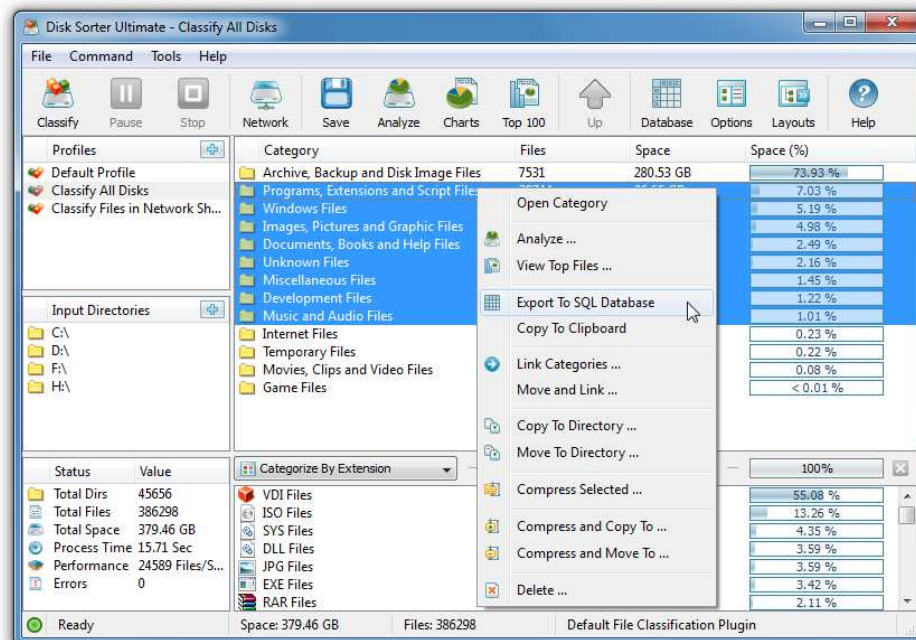 Disk Sorter Ultimate - Classify All Disks
File Command Tools Help
Classify Pause Stop Network Save Analyze Charts Top 100 Up Database Options Layouts Help
Profiles
Default Profile
Classify All Disks
Classify Files in Network Sh...
Input Directories
C:\
D:\
F:\
H:\
Status Value
Total Dirs 45656
Total Files 386298
Total Space 379.46 GB
Process Time 15.71 Sec
Performance 24589 Files/S...
Errors 0
Category Files Space Space (%)
Archive, Backup and Disk Image Files 7531 280.53 GB 73.93 %
Programs, Extensions and Script Files 7.03 %
Windows Files 5.19 %
Images, Pictures and Graphic Files 4.98 %
Documents, Books and Help Files 2.49 %
Unknown Files 2.16 %
Miscellaneous Files 1.45 %
Development Files 1.22 %
Music and Audio Files 1.01 %
Internet Files 0.23 %
Temporary Files 0.22 %
Movies, Clips and Video Files 0.08 %
Game Files < 0.01 %
Open Category
Analyze ...
View Top Files ...
Export To SQL Database
Copy To Clipboard
Link Categories ...
Move and Link ...
Copy To Directory ...
Move To Directory ...
Compress Selected ...
Compress and Copy To ...
Compress and Move To ...
Delete ...
Categorize By Extension 100%
VDI Files 55.08 %
ISO Files 13.26 %
SYS Files 4.35 %
DLL Files 3.59 %
JPG Files 3.59 %
EXE Files 3.42 %
RAR Files 2.11 %
Ready Space: 379.46 GB Files: 386298 Default File Classification Plugin